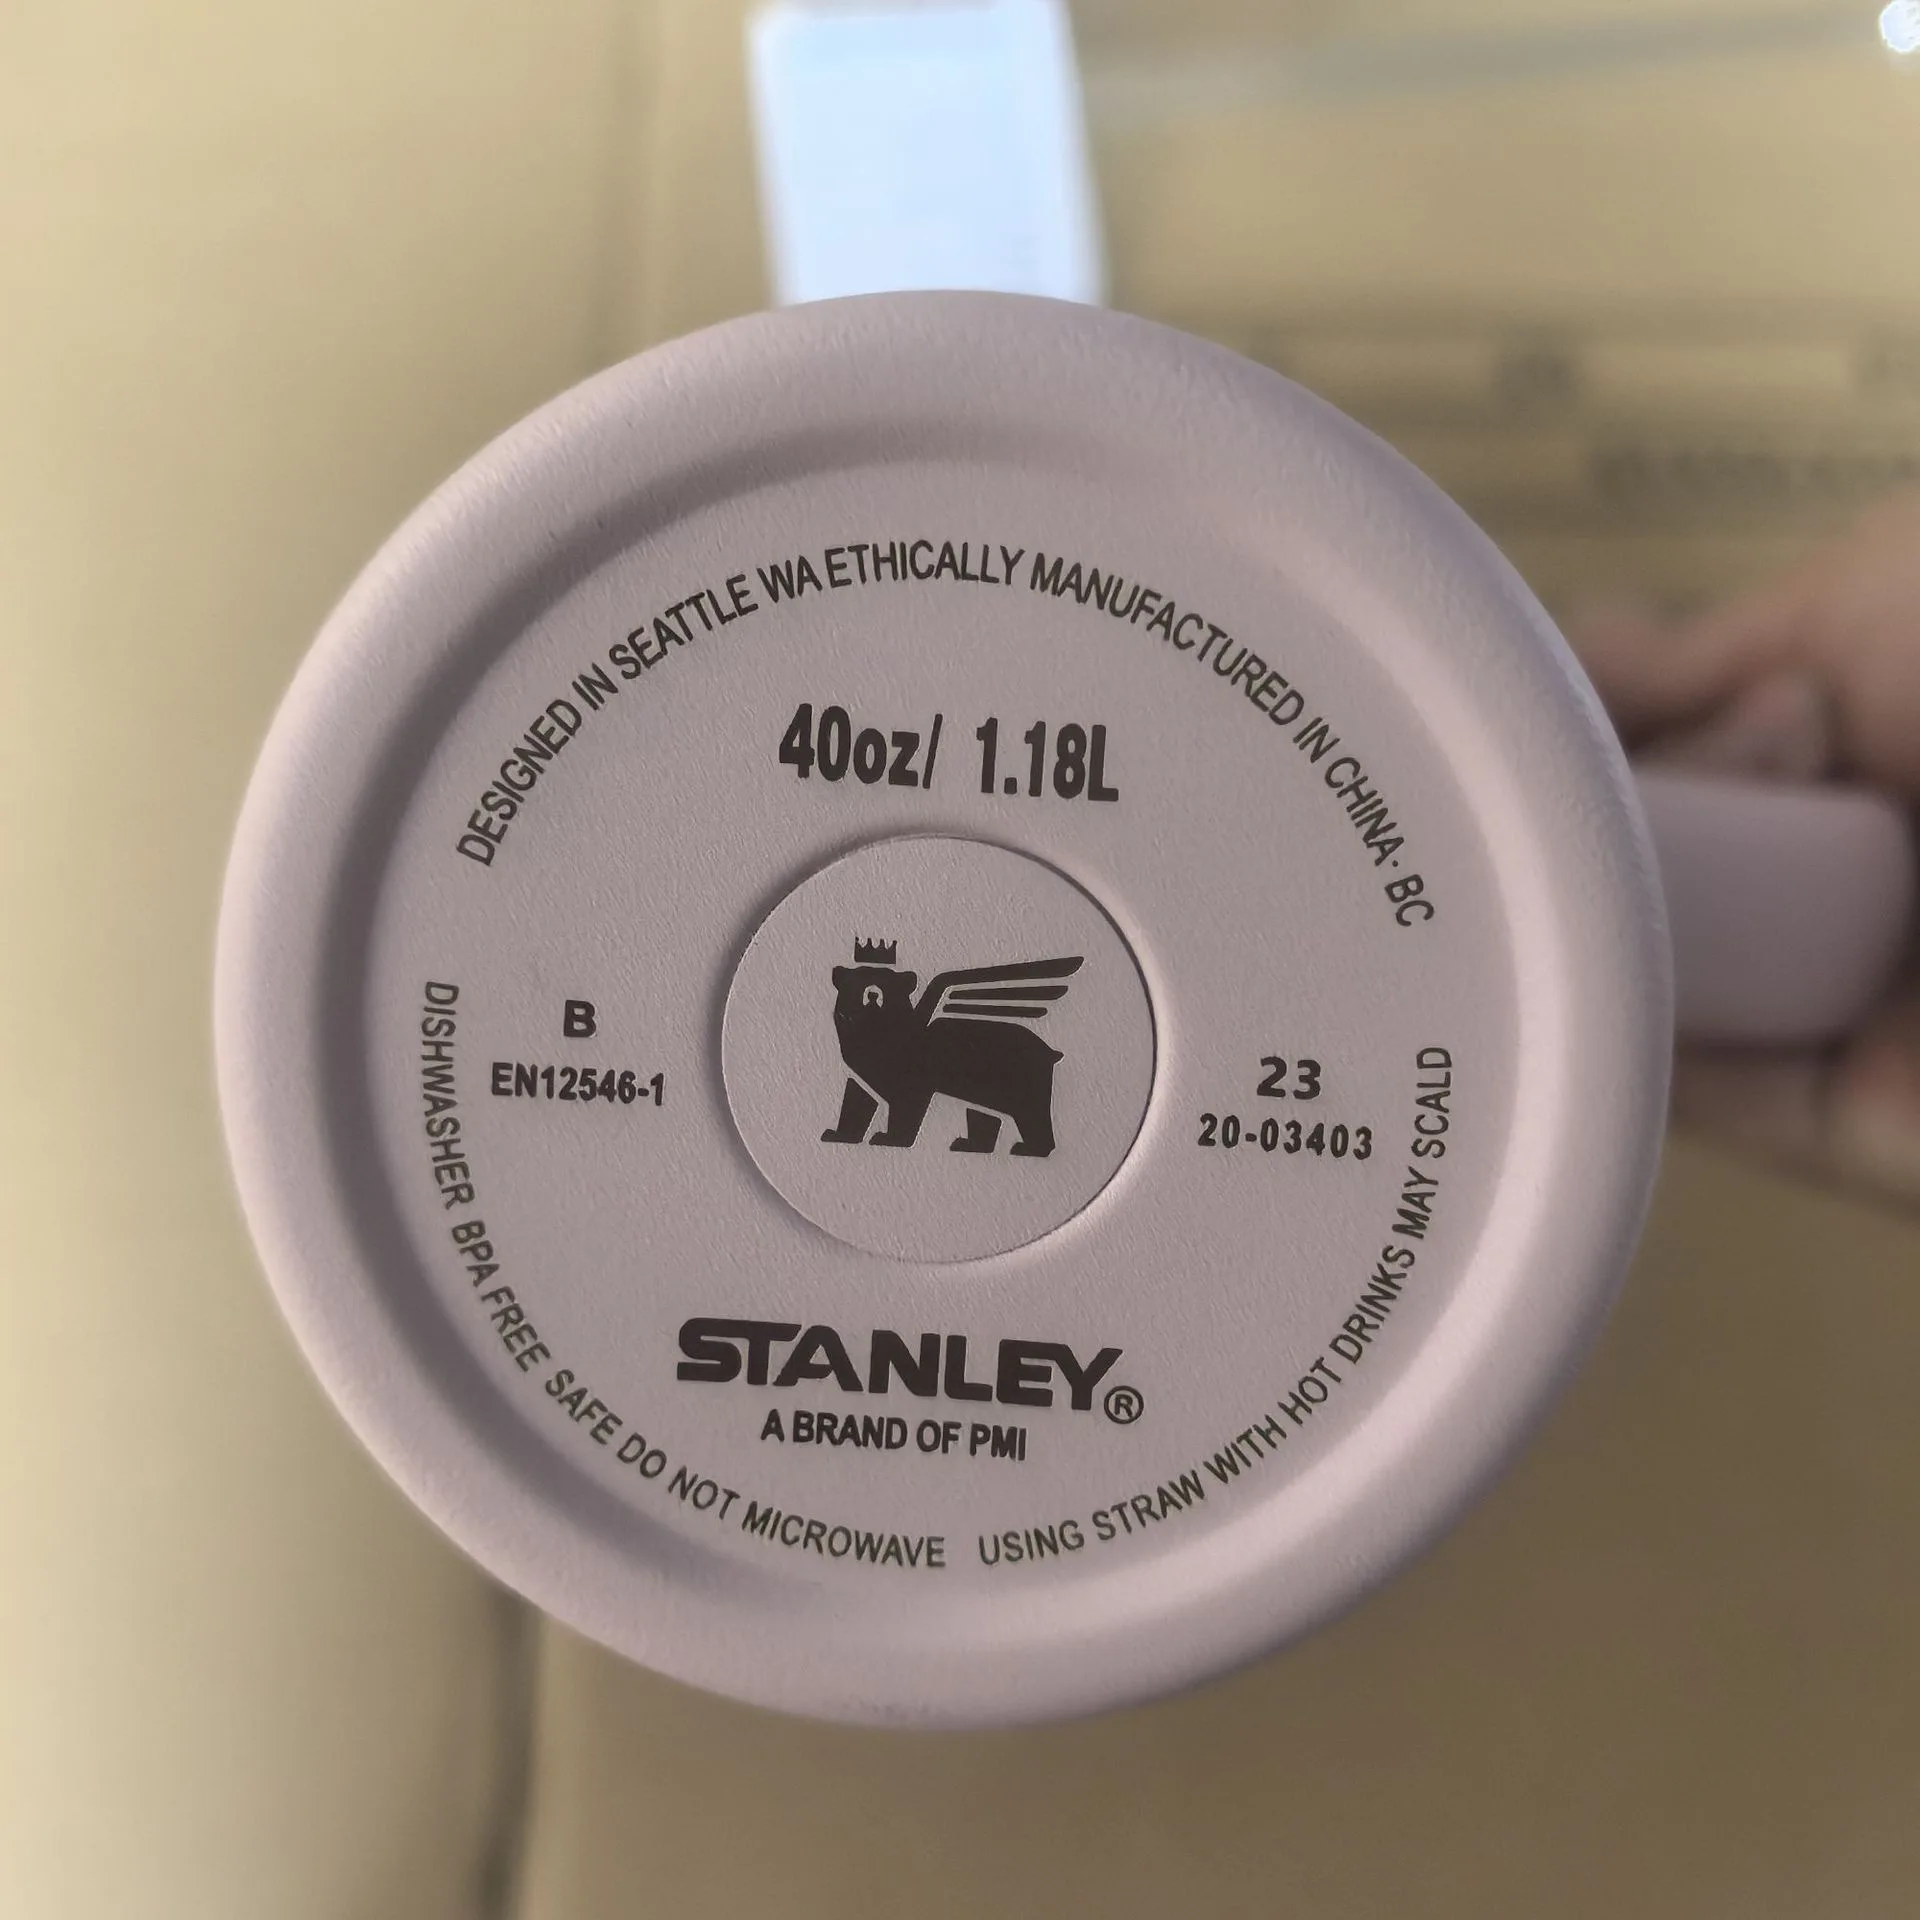 DESIGNED IN SEATTLE WA ETHICALLY MANUFACTURED IN CHINA· BC
40oz/ 1.18L
B
EN12546-1
23
20-03403
STANLEY®
A BRAND OF PMI
DISHWASHER BPA FREE SAFE DO NOT MICROWAVE USING STRAW WITH HOT DRINKS MAY SCALD